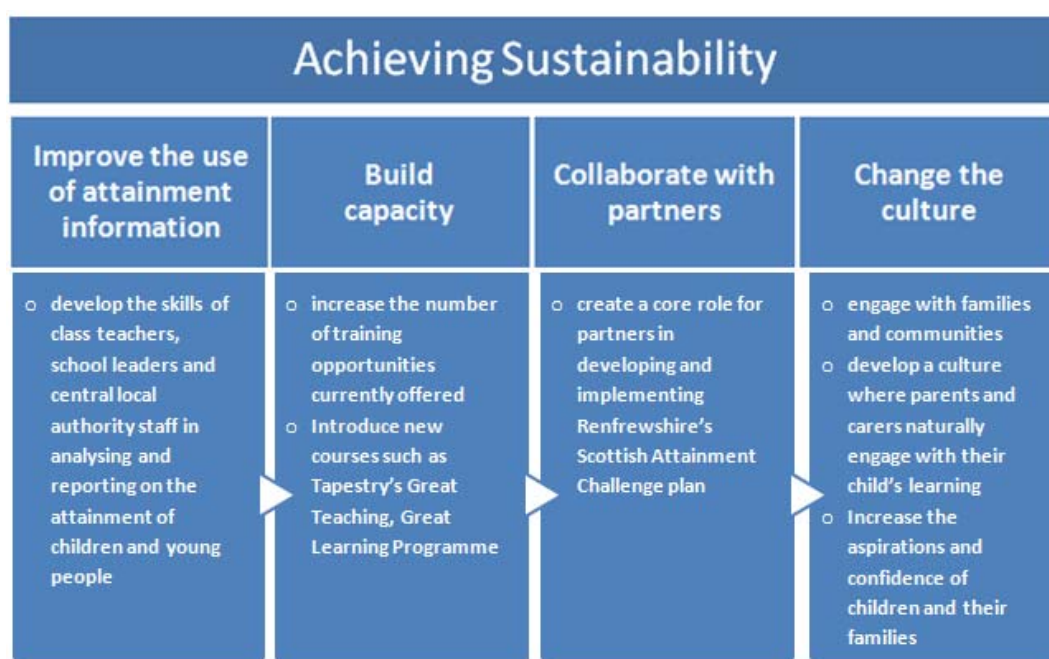 Achieving Sustainability
Improve the use
of attainment
information
Build
capacity
Collaborate with
partners
Change the
culture
o develop the skills of
class teachers,
school leaders and
central local
authority staff in
analysing and
reporting on the
attainment of
children and young
people
o increase the number
of training
opportunities
currently offered
o Introduce new
courses such as
Tapestry's Great
Teaching, Great
Learning Programme
o create a core role for
partners in
developing and
implementing
Renfrewshire's
Scottish Attainment
Challenge plan
o engage with families
and communities
o develop a culture
where parents and
carers naturally
engage with their
child's learning
o Increase the
aspirations and
confidence of
children and their
families